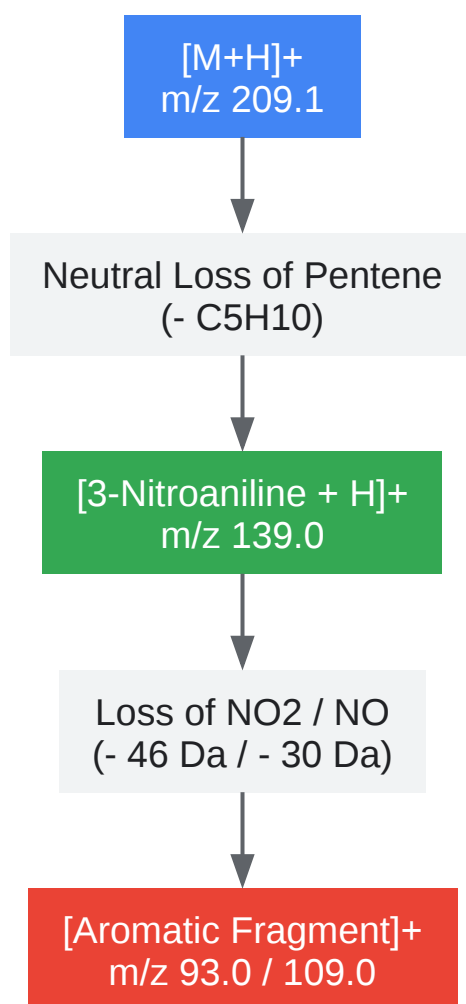 [M+H]+
m/z 209.1
Neutral Loss of Pentene
(- C5H10)
[3-Nitroaniline + H]+
m/z 139.0
Loss of NO2 / NO
(- 46 Da / - 30 Da)
[Aromatic Fragment]+
m/z 93.0 / 109.0